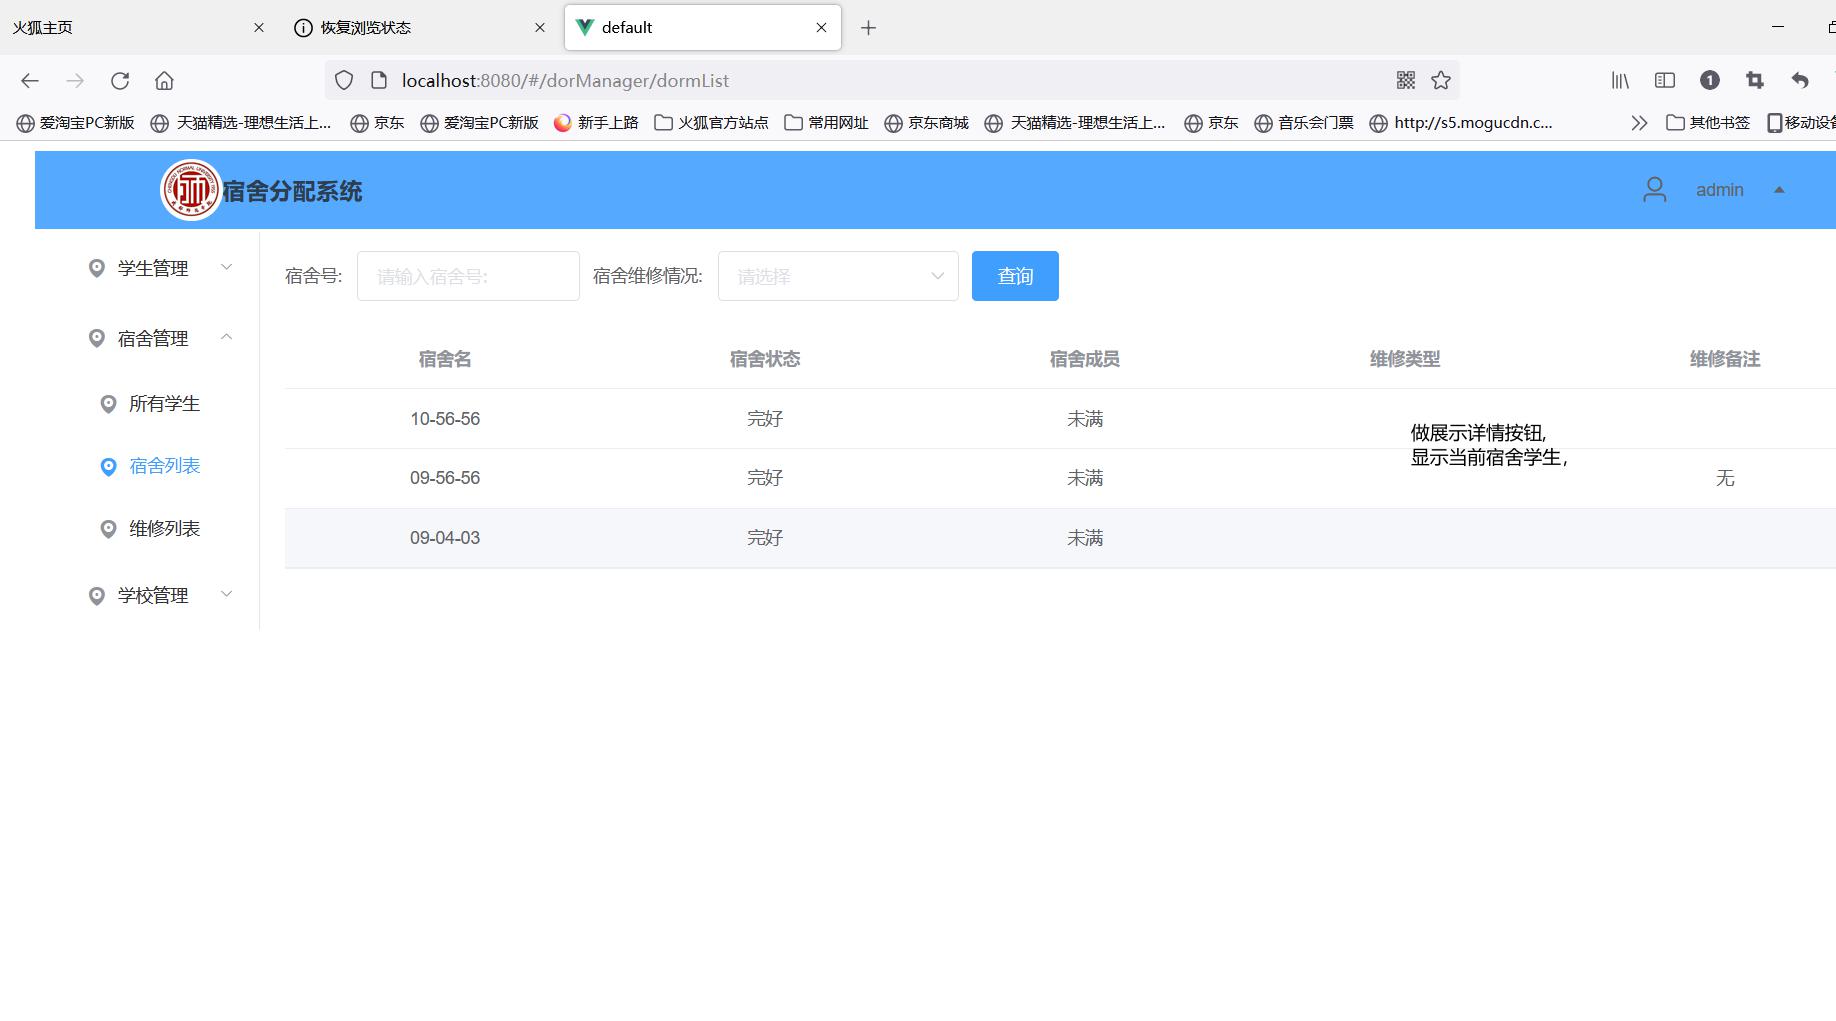 火狐主页
恢复浏览状态
default
localhost:8080/#/dorManager/dormList
1
爱淘宝PC新版 天猫精选-理想生活上... 京东 爱淘宝PC新版 新手上路 火狐官方站点 常用网址 京东商城 天猫精选-理想生活上... 京东 音乐会门票 http://s5.mogucdn.c... 其他书签 移动设备
宿舍分配系统
admin
学生管理
宿舍管理
所有学生
宿舍列表
维修列表
学校管理
宿舍号: 请输入宿舍号: 宿舍维修情况: 请选择 查询
宿舍名 宿舍状态 宿舍成员 维修类型 维修备注
10-56-56 完好 未满
做展示详情按钮,
显示当前宿舍学生,
09-56-56 完好 未满 无
09-04-03 完好 未满